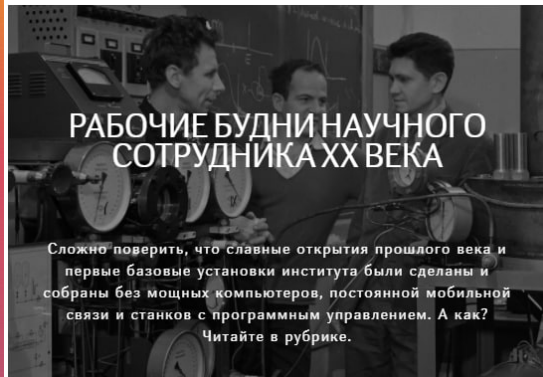 РАБОЧИЕ БУДНИ НАУЧНОГО
СОТРУДНИКА XX ВЕКА
Сложно поверить, что славные открытия прошлого века и
первые базовые установки института были сделаны и
собраны без мощных компьютеров, постоянной мобильной
связи и станков с программным управлением. А как?
Читайте в рубрике.